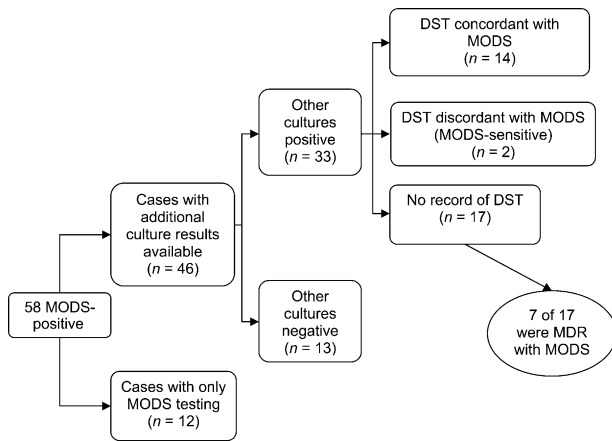 DST concordant with
MODS
(n = 14)
Other
cultures
positive
(n = 33)
DST discordant with MODS
(MODS-sensitive)
(n = 2)
Cases with
additional
culture results
available
(n = 46)
No record of DST
(n = 17)
58 MODS-
positive
Other
cultures
negative
(n = 13)
7 of 17
were MDR
with MODS
Cases with only
MODS testing
(n = 12)